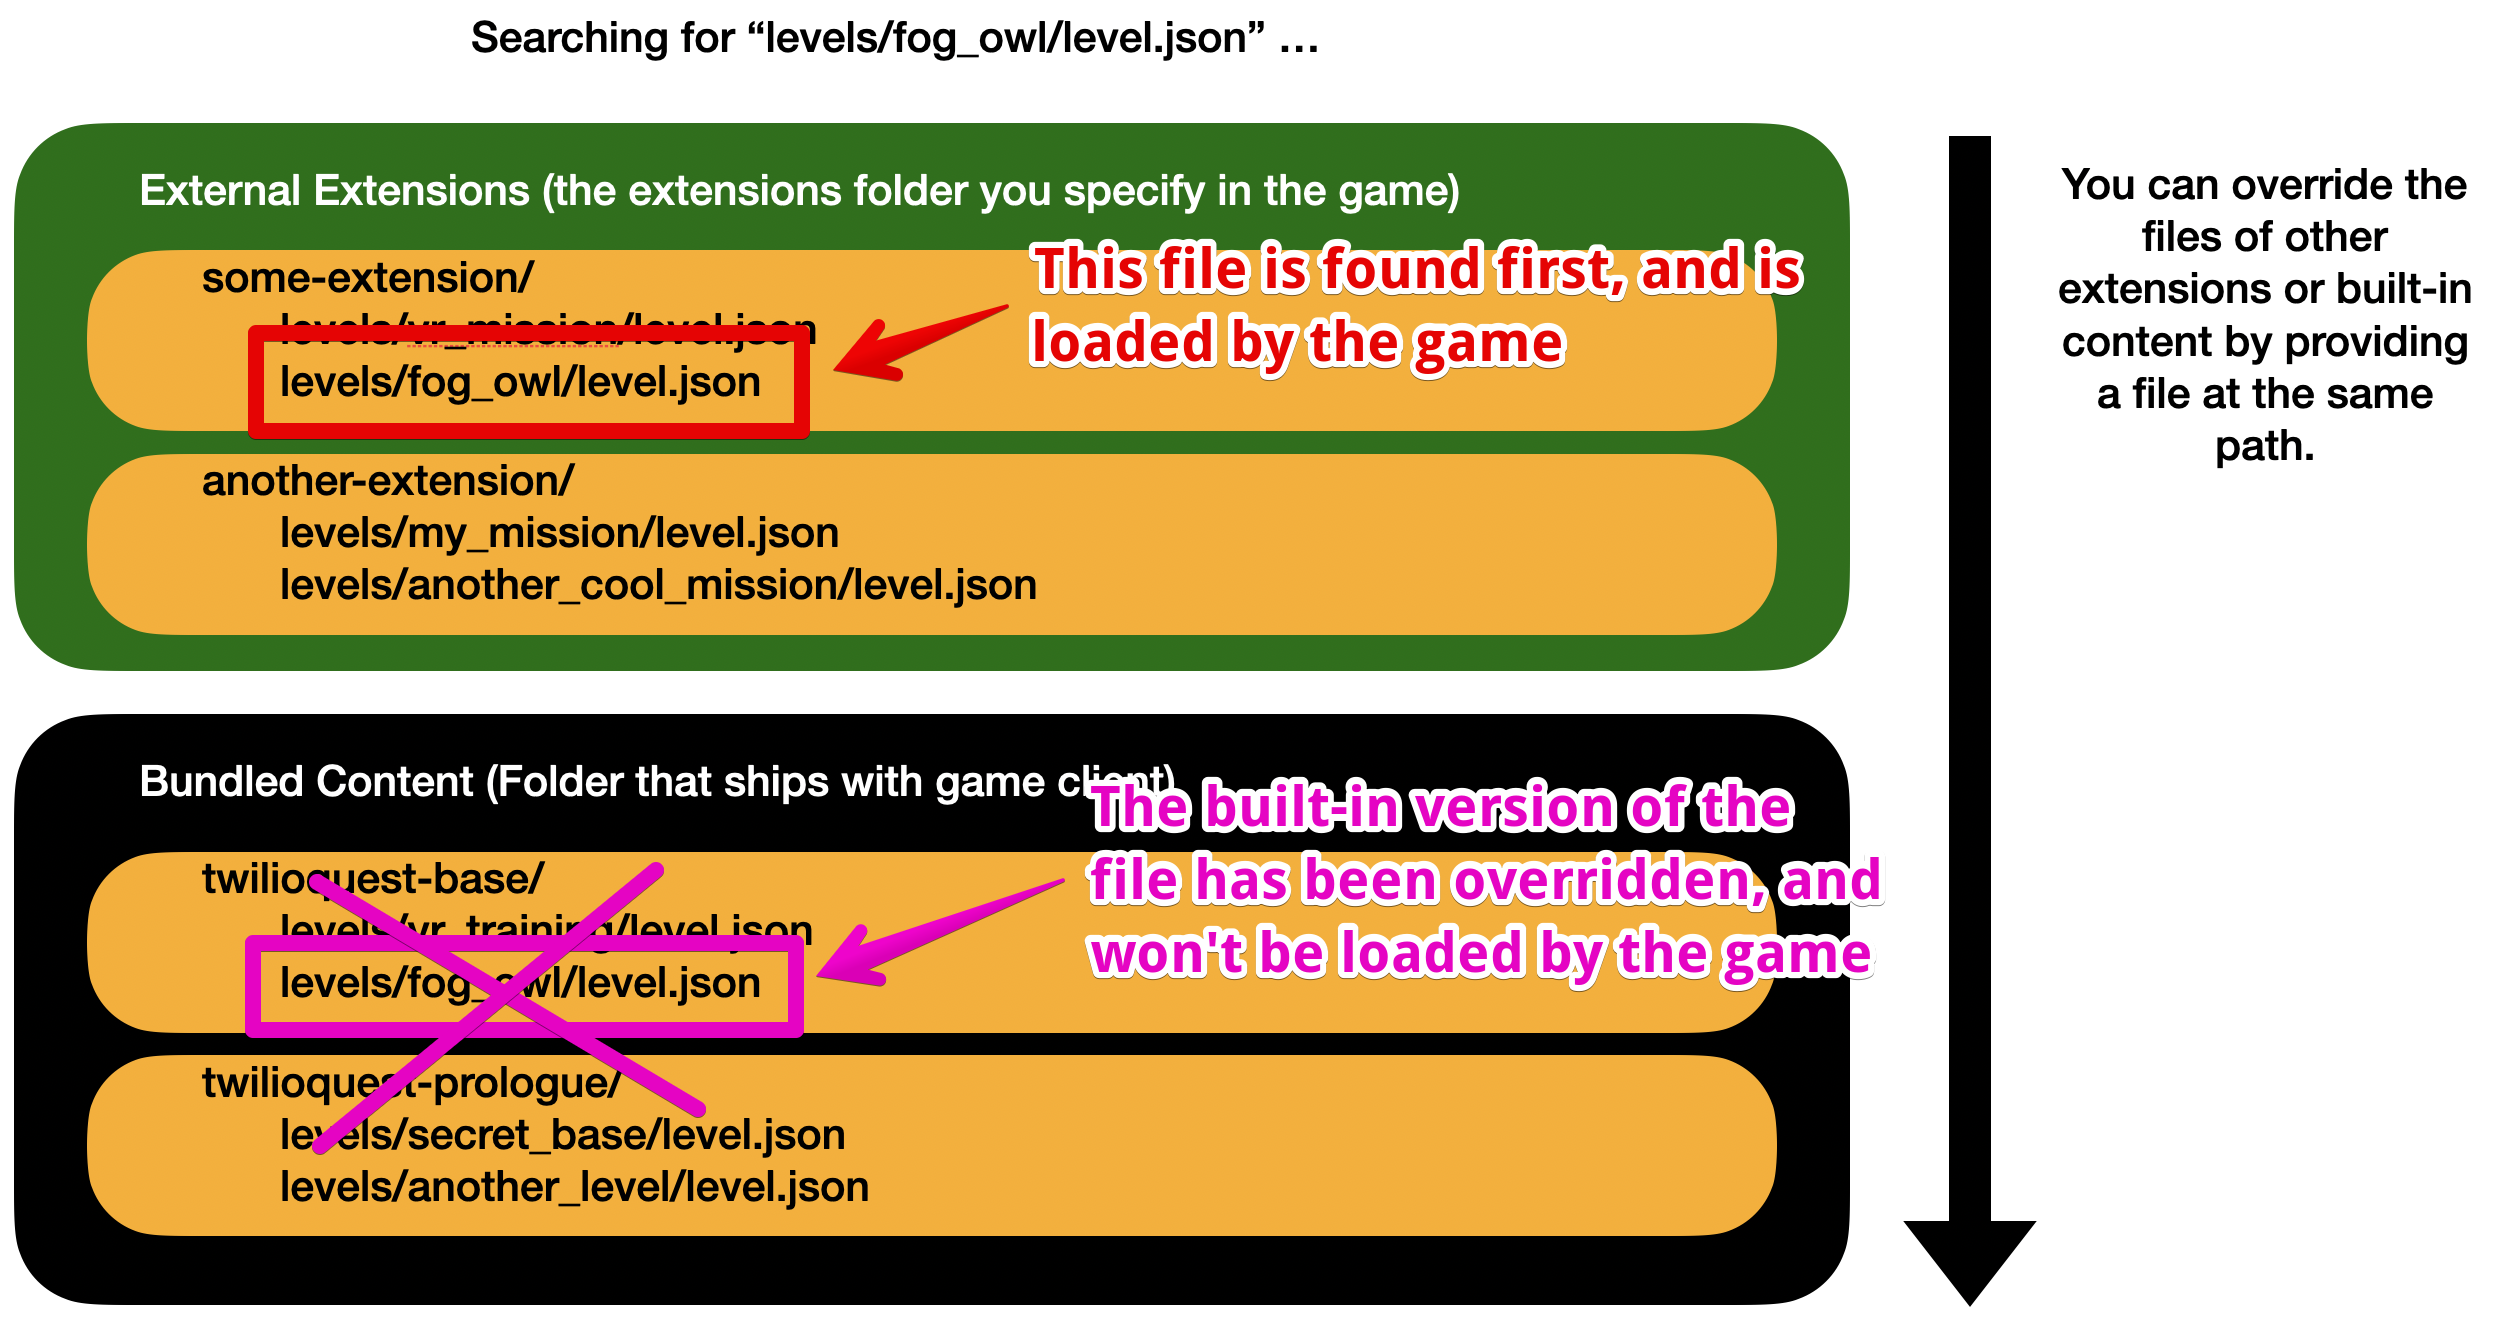 Searching for “levels/fog_owl/level.json” ...
External Extensions (the extensions folder you specify in the game)
some-extension/
levels/vr_mission/level.json
levels/fog_owl/level.json
This file is found first, and is
loaded by the game
another-extension/
levels/my_mission/level.json
levels/another_cool_mission/level.json
Bundled Content (Folder that ships with game client)
twilioquest-base/
levels/vr_training/level.json
levels/fog_owl/level.json
The built-in version of the
file has been overridden, and
won't be loaded by the game
twilioquest-prologue/
levels/secret_base/level.json
levels/another_level/level.json
You can override the
files of other
extensions or built-in
content by providing
a file at the same
path.